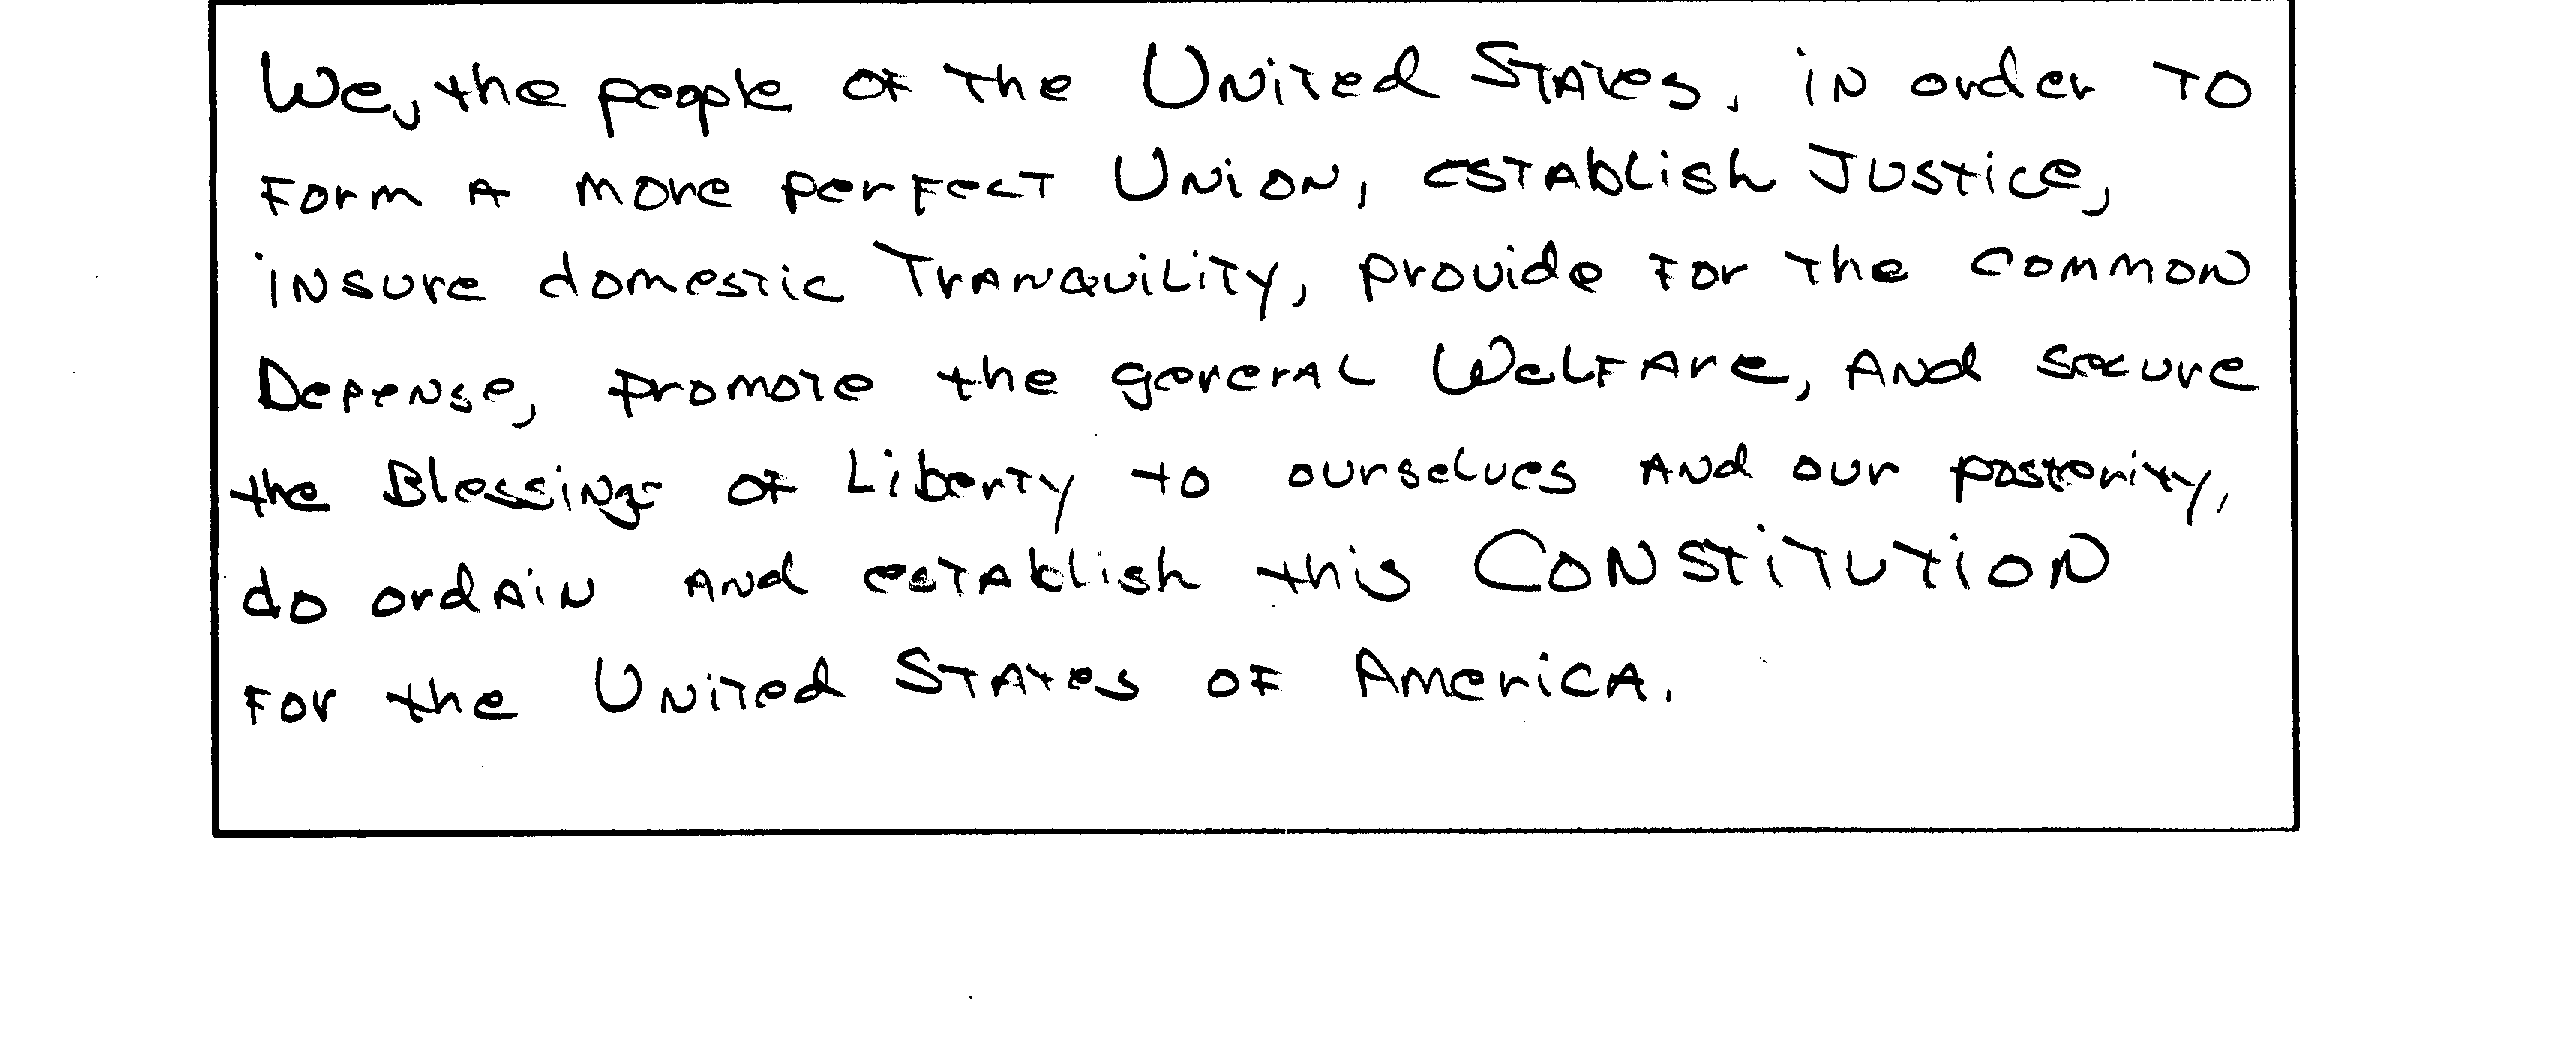 We, the people of the United States, in order to
form a more perfect Union, establish Justice,
insure domestic Tranquility, provide for the common
Defense, promote the general Welfare, and secure
the Blessings of Liberty to ourselves and our posterity,
do ordain and establish this CONSTITUTION
for the United States of America.